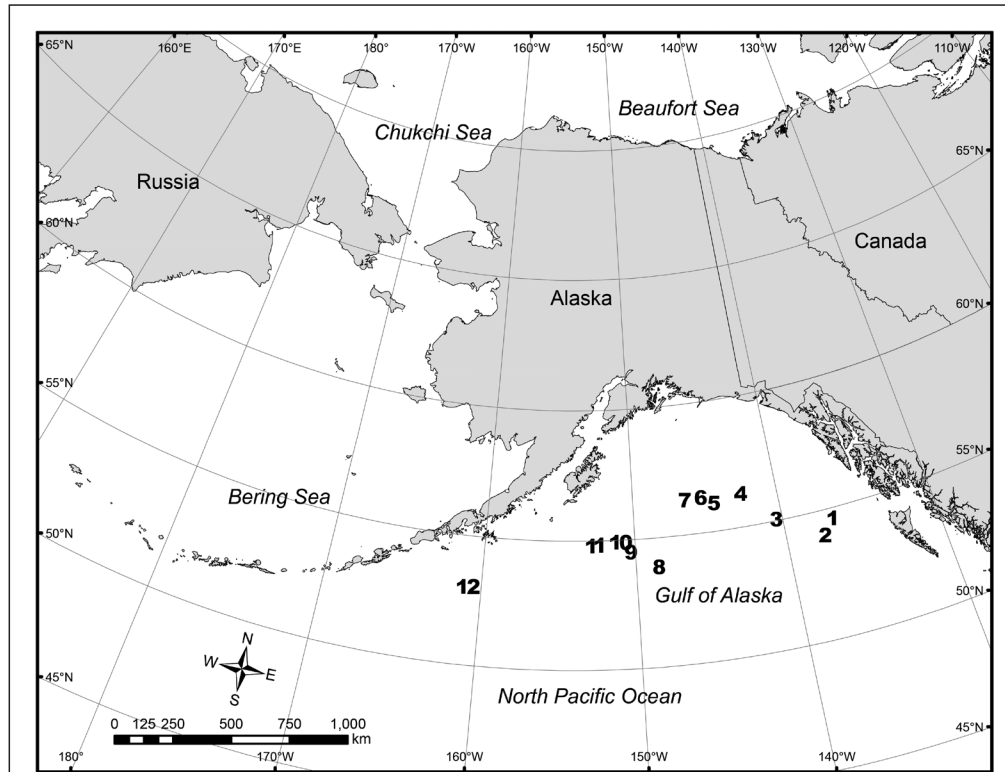 160°E 170°E 180° 170°W 160°W 150°W 140°W 130°W 120°W 110°W
65°N
Beaufort Sea
Chukchi Sea
65°N
Russia
60°N
Canada
Alaska
60°N
55°N
55°N
Bering Sea
7 6 5 4
3 1
2
50°N
11 10
9
8
12
Gulf of Alaska
50°N
N
W E
S
45°N
North Pacific Ocean
0 125 250 500 750 1,000
km
45°N
180° 170°W 160°W 150°W 140°W